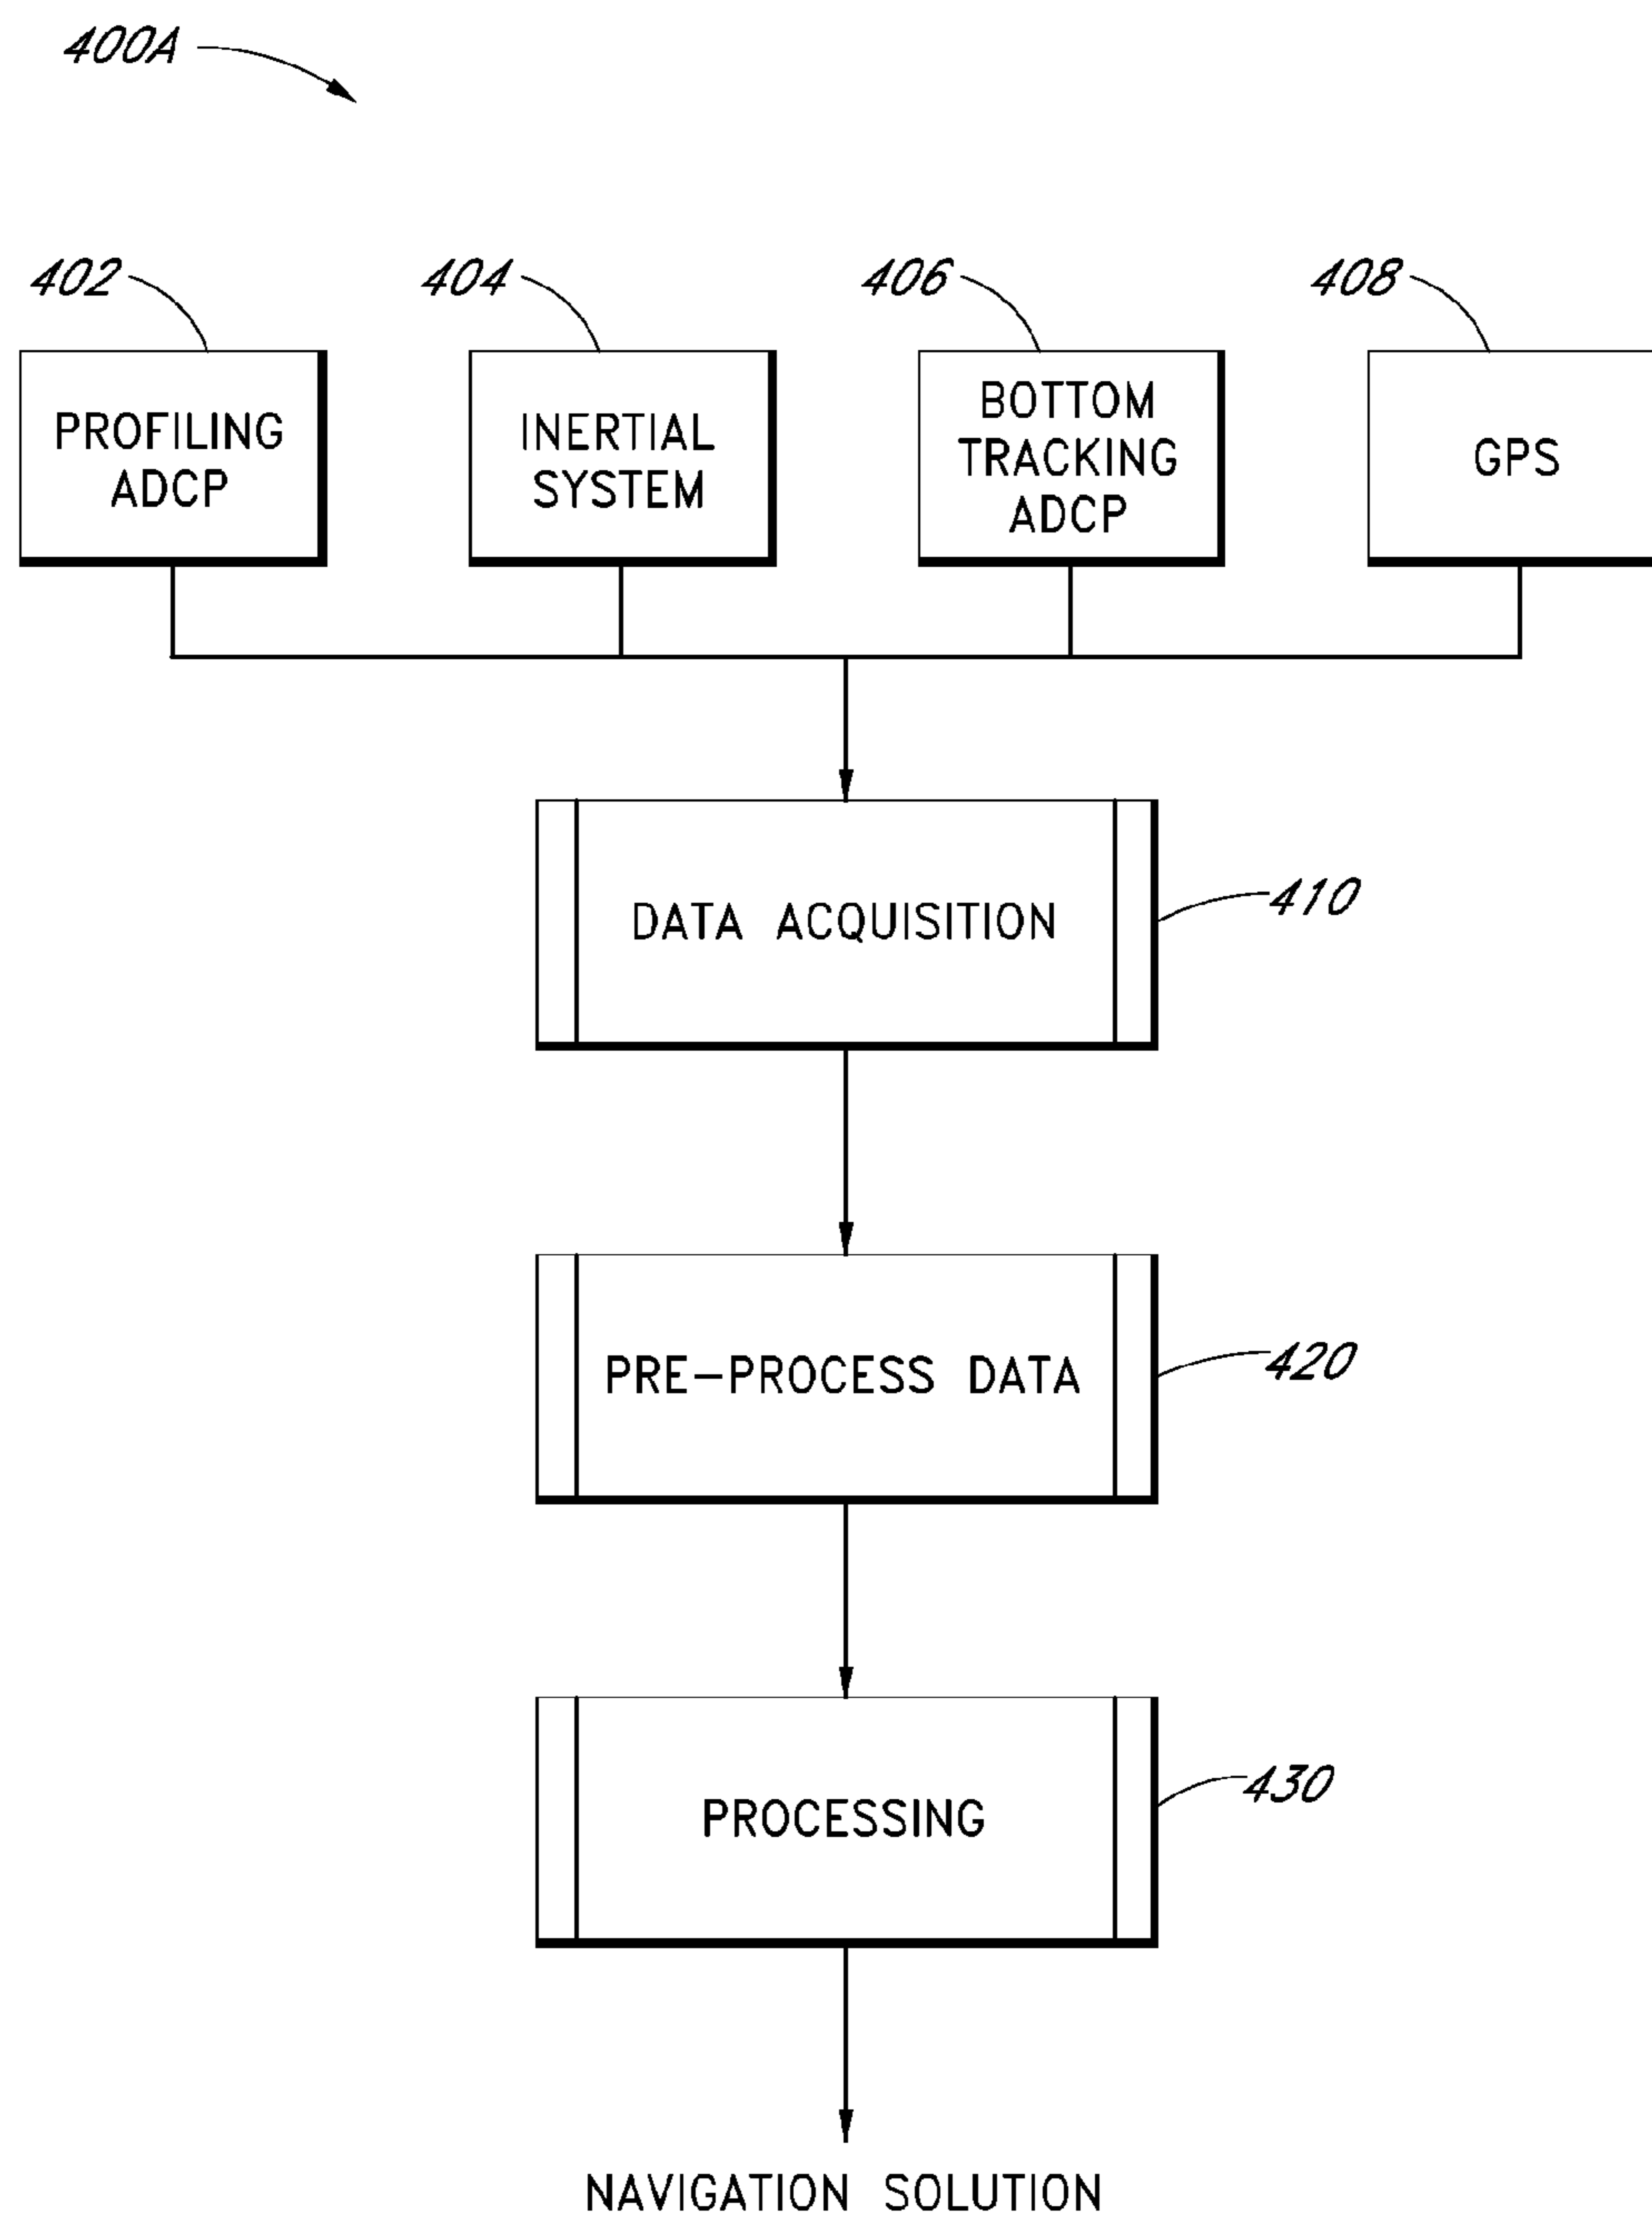 400A
402
404
406
408
PROFILING
ADCP
INERTIAL
SYSTEM
BOTTOM
TRACKING
ADCP
GPS
DATA ACQUISITION
410
PRE-PROCESS DATA
420
PROCESSING
430
NAVIGATION SOLUTION